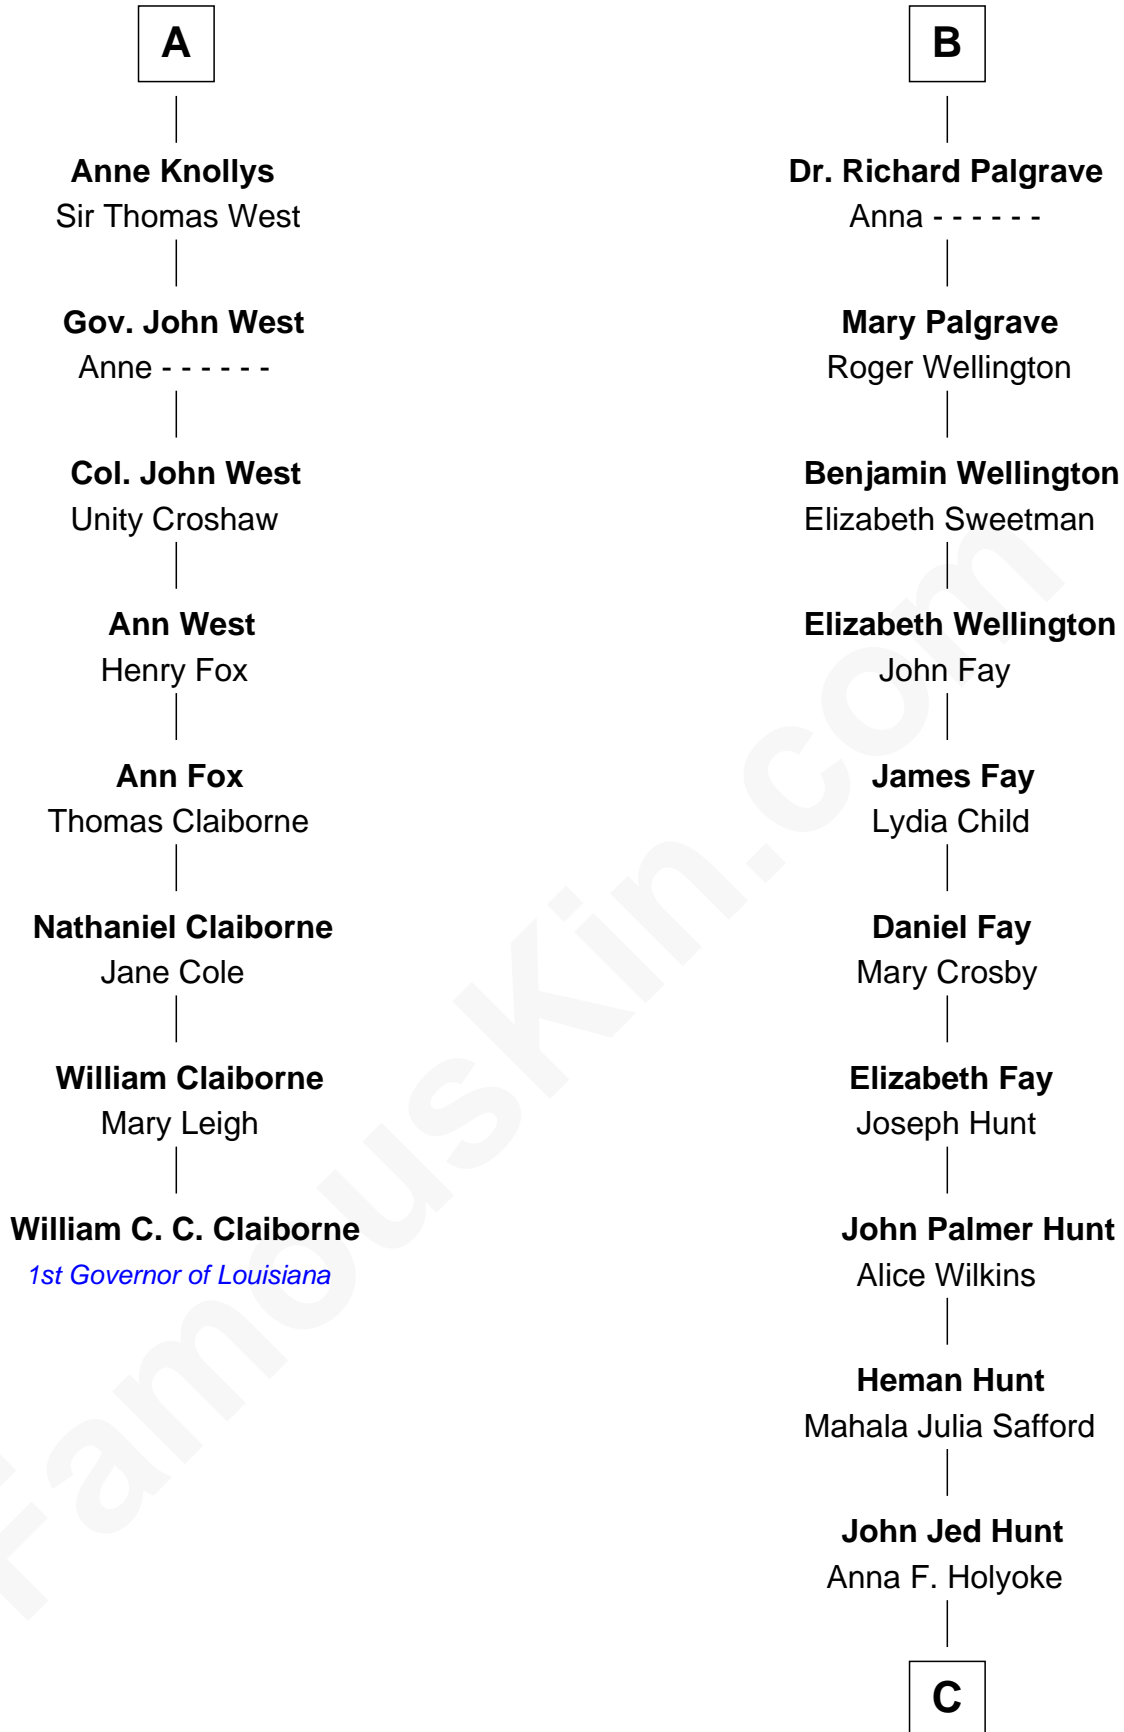 A
Anne Knollys
Sir Thomas West
Gov. John West
Anne - - - - - -
Col. John West
Unity Croshaw
Ann West
Henry Fox
Ann Fox
Thomas Claiborne
Nathaniel Claiborne
Jane Cole
William Claiborne
Mary Leigh
William C. C. Claiborne
1st Governor of Louisiana
B
Dr. Richard Palgrave
Anna - - - - - -
Mary Palgrave
Roger Wellington
Benjamin Wellington
Elizabeth Sweetman
Elizabeth Wellington
John Fay
James Fay
Lydia Child
Daniel Fay
Mary Crosby
Elizabeth Fay
Joseph Hunt
John Palmer Hunt
Alice Wilkins
Heman Hunt
Mahala Julia Safford
John Jed Hunt
Anna F. Holyoke
C
FamousKin.com